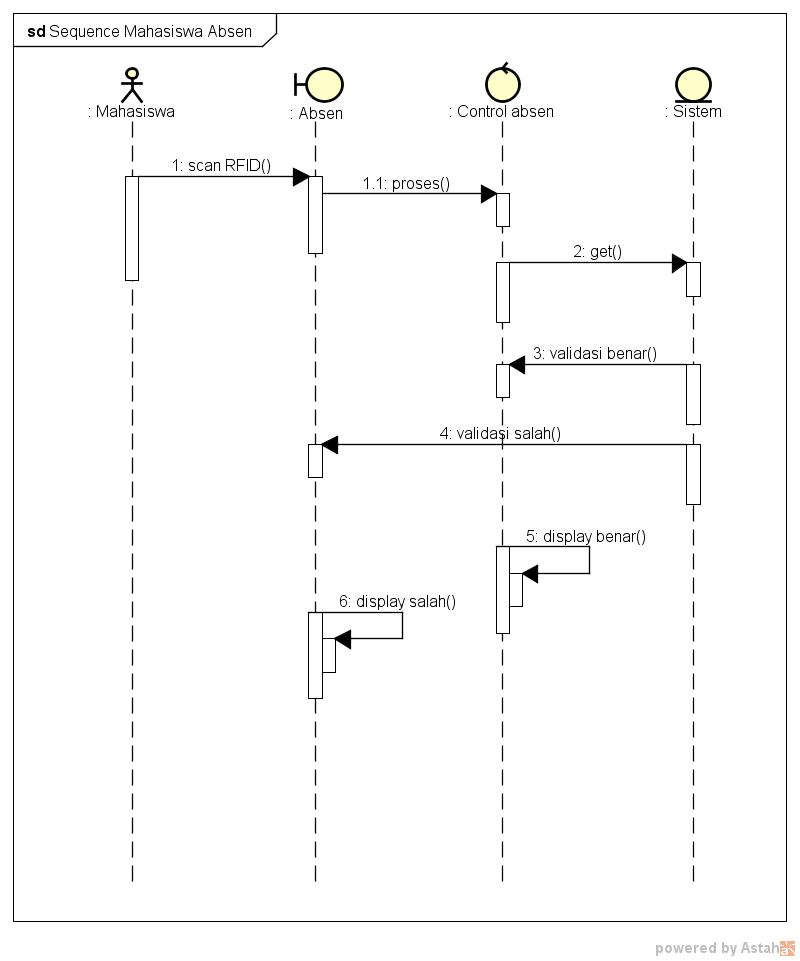 sd Sequence Mahasiswa Absen
: Mahasiswa
: Absen
: Control absen
: Sistem
1: scan RFID()
1.1: proses()
2: get()
3: validasi benar()
4: validasi salah()
5: display benar()
6: display salah()
powered by Astah